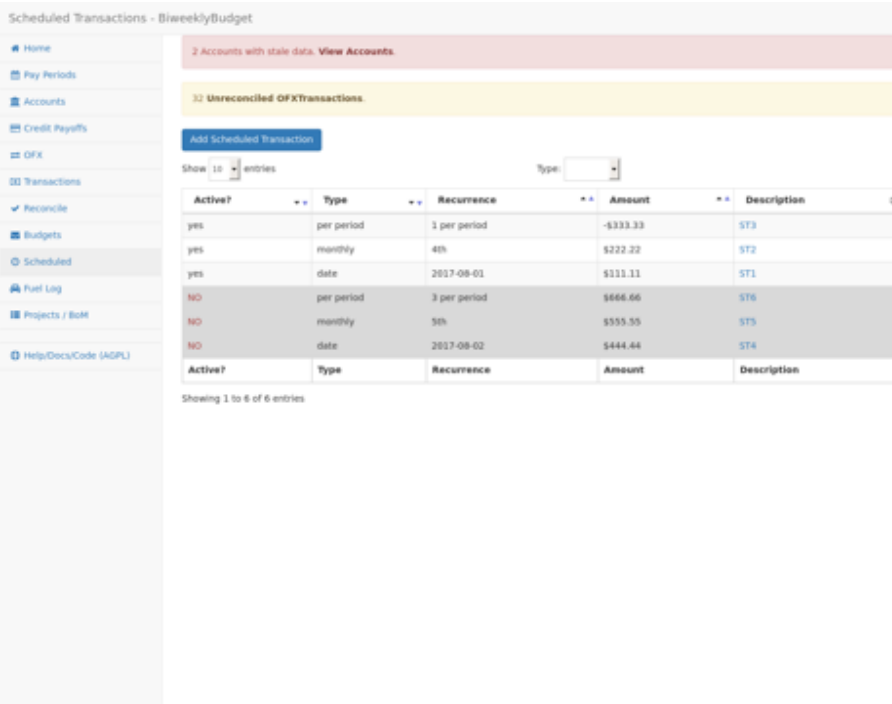 Scheduled Transactions - BiweeklyBudget
Home
Pay Periods
Accounts
Credit Payoffs
OFX
Transactions
Reconcile
Budgets
Scheduled
Fuel Log
Projects / BoM
Help/Docs/Code (AGPL)
2 Accounts with stale data. View Accounts.
32 Unreconciled OFXTransactions.
Add Scheduled Transaction
Show 10 entries Type:
Active? Type Recurrence Amount Description
yes per period 1 per period -$333.33 ST3
yes monthly 4th $222.22 ST2
yes date 2017-08-01 $111.11 ST1
NO per period 3 per period $666.66 ST6
NO monthly 5th $555.55 ST5
NO date 2017-08-02 $444.44 ST4
Active? Type Recurrence Amount Description
Showing 1 to 6 of 6 entries